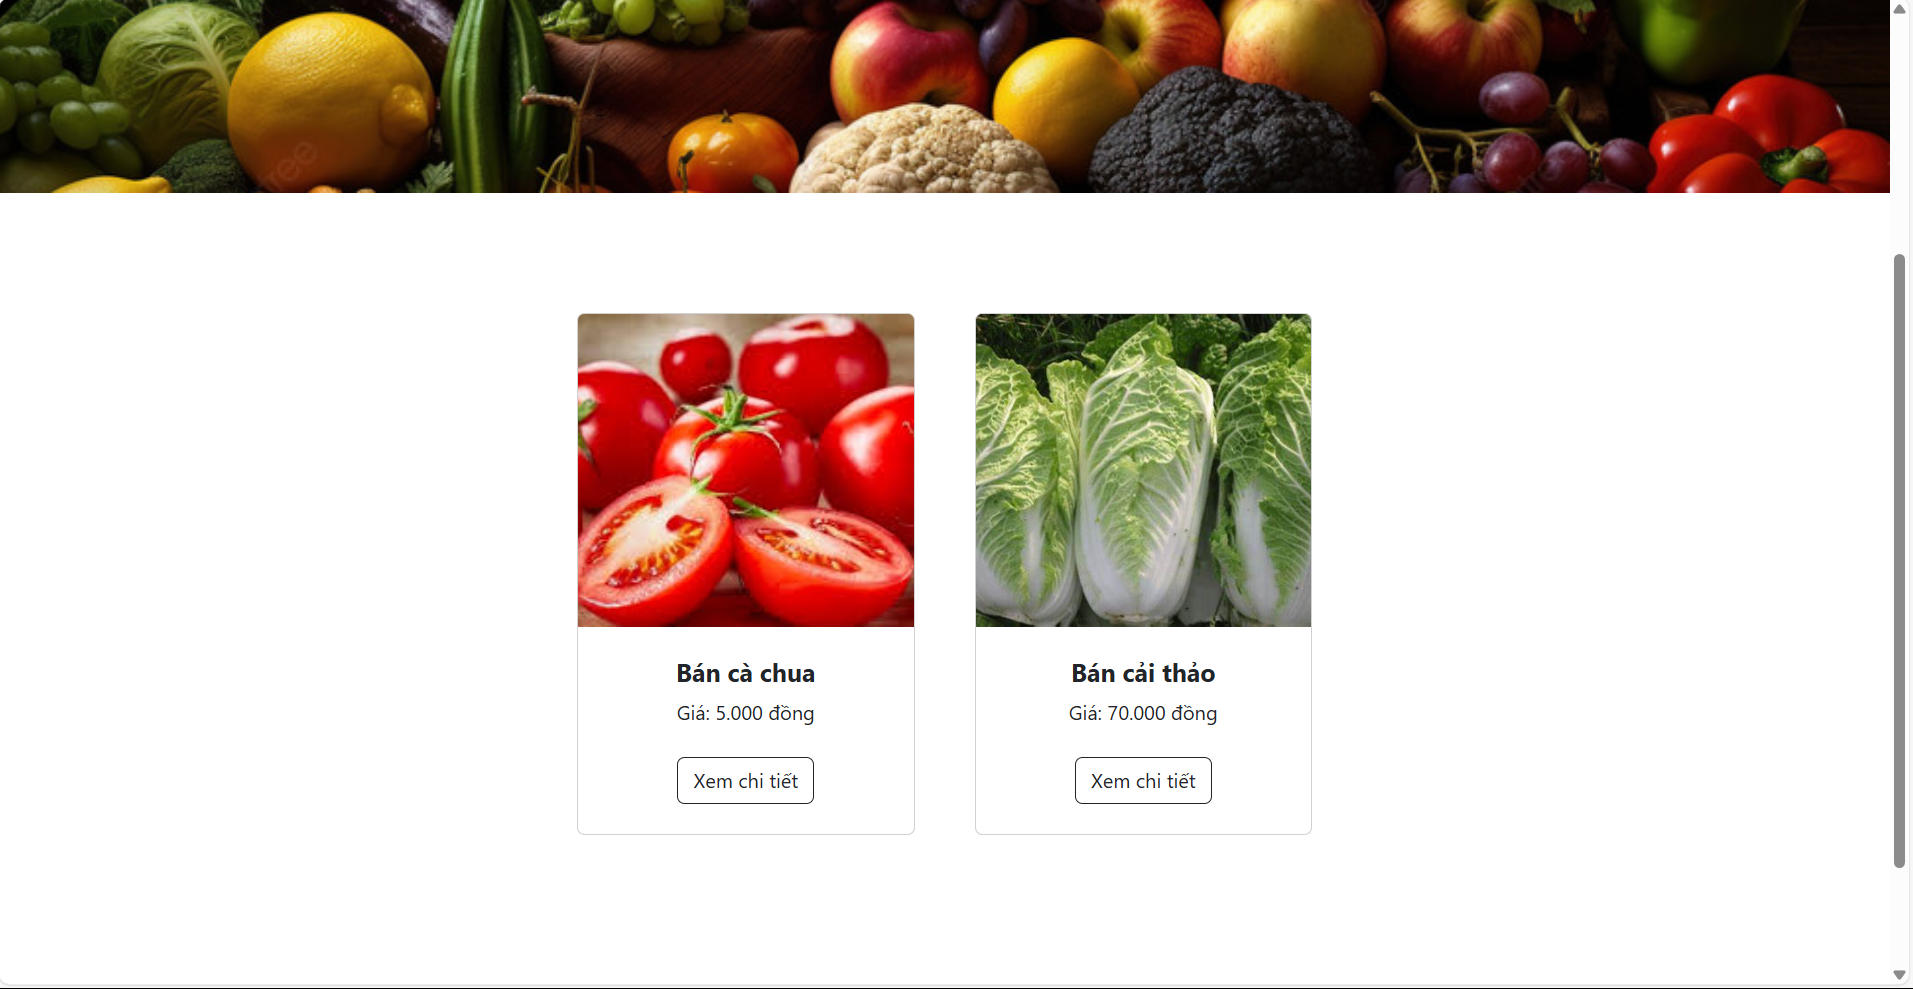 Bán cà chua
Giá: 5.000 đồng
Xem chi tiết
Bán cải thảo
Giá: 70.000 đồng
Xem chi tiết